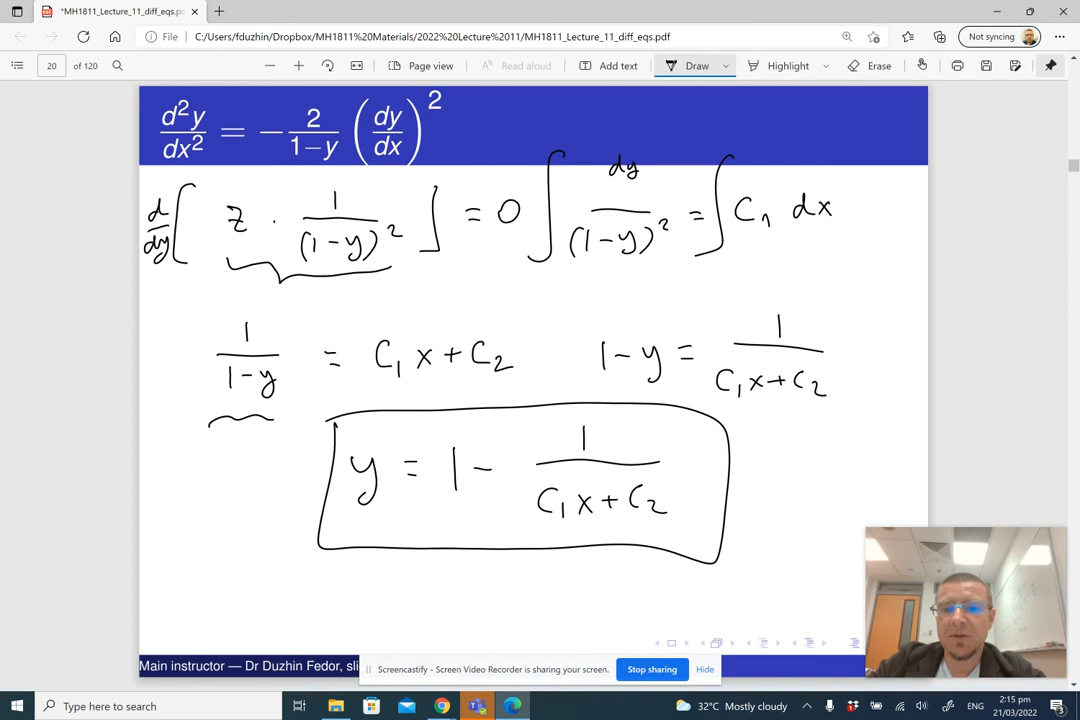 *MH1811_Lecture_11_diff_eqs.pd
File C:/Users/fduzhin/Dropbox/MH1811%20Materials/2022%20Lecture%2011/MH1811_Lecture_11_diff_eqs.pdf Not syncing
20 of 120 Page view Read aloud Add text Draw Highlight Erase
d²y/dx² = −2/(1−y) (dy/dx)²
d/dy [ z · 1/(1−y)² ] = 0 ∫ dy/(1−y)² = ∫ C₁ dx
1/(1−y) = C₁x+C₂ 1−y = 1/(C₁x+C₂)
y = 1 − 1/(C₁x+C₂)
Main instructor — Dr Duzhin Fedor, sli
Screencastify - Screen Video Recorder is sharing your screen. Stop sharing Hide
Type here to search
32°C Mostly cloudy ENG 2:15 pm
21/03/2022 3